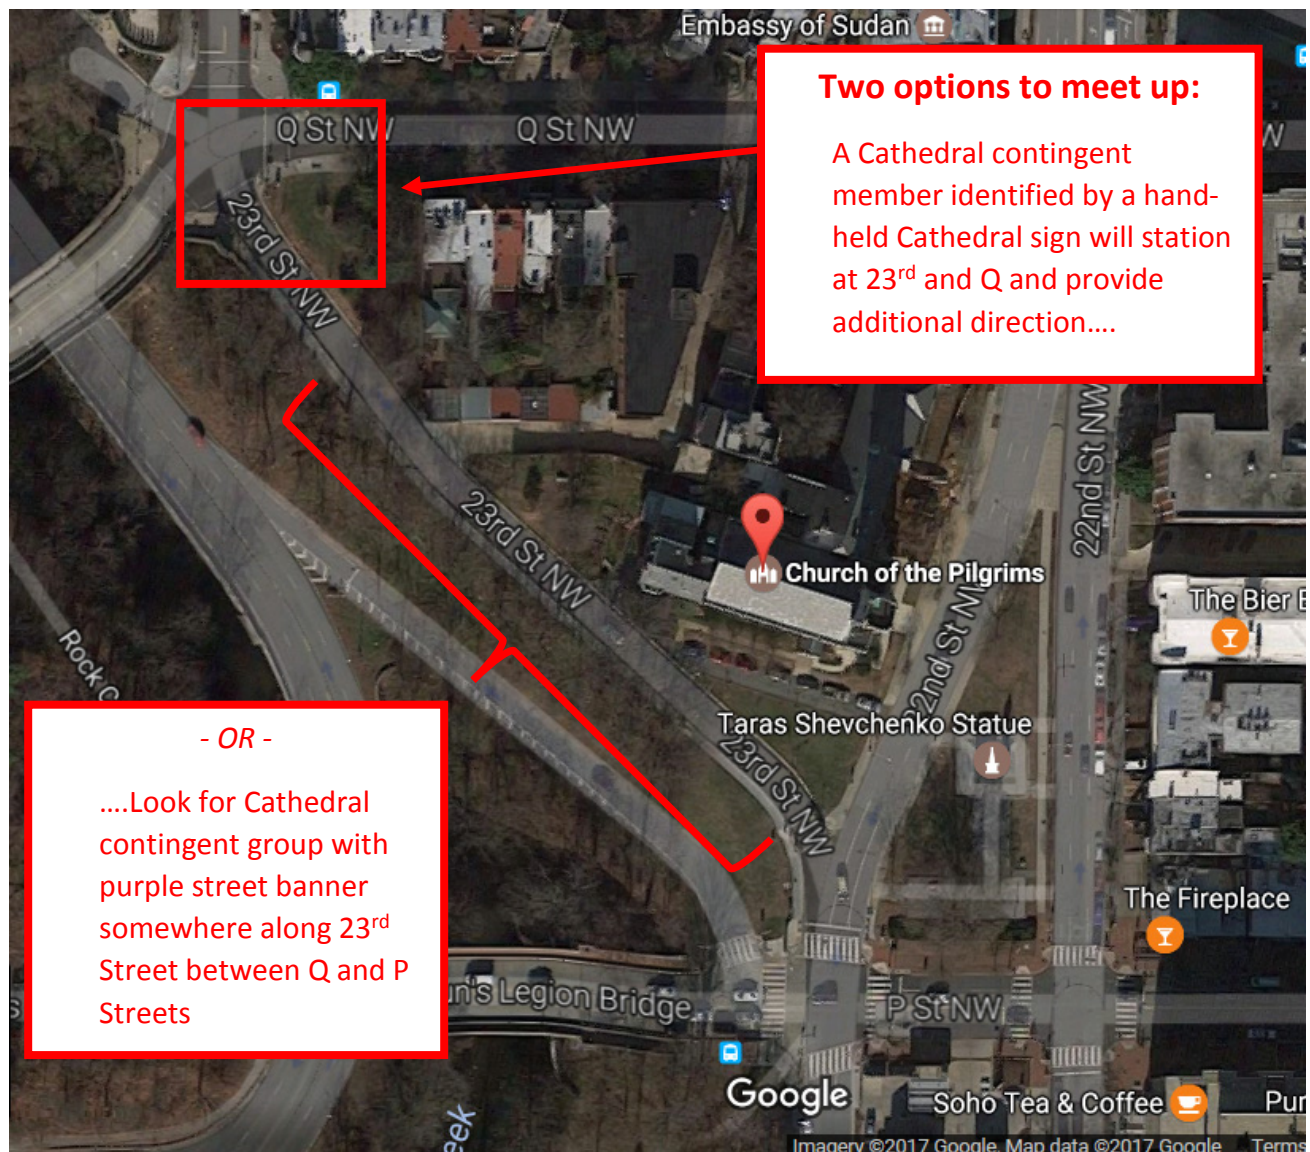 Embassy of Sudan
Two options to meet up:
A Cathedral contingent
member identified by a hand-
held Cathedral sign will station
at 23rd and Q and provide
additional direction....
Q St NW
Q St NW
W
23rd St NW
22nd St NW
23rd St NW
Church of the Pilgrims
The Bier
22nd St NW
Rock
Taras Shevchenko Statue
23rd St NW
- OR -
....Look for Cathedral
contingent group with
purple street banner
somewhere along 23rd
Street between Q and P
Streets
The Fireplace
un's Legion Bridge
P St NW
Google
Soho Tea & Coffee
Pur
eek
Imagery ©2017 Google, Map data ©2017 Google Terms